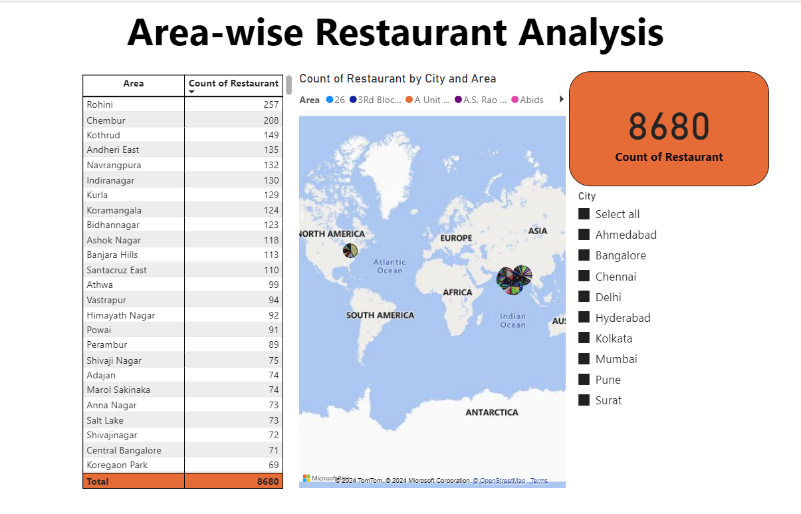 Area-wise Restaurant Analysis
Area Count of Restaurant
Rohini 257
Chembur 208
Kothrud 149
Andheri East 135
Navrangpura 132
Indiranagar 130
Kurla 129
Koramangala 124
Bidhannagar 123
Ashok Nagar 118
Banjara Hills 113
Santacruz East 110
Athwa 99
Vastrapur 94
Himayath Nagar 92
Powai 91
Perambur 89
Shivaji Nagar 75
Adajan 74
Marol Sakinaka 74
Anna Nagar 73
Salt Lake 73
Shivajinagar 72
Central Bangalore 71
Koregaon Park 69
Total 8680
Count of Restaurant by City and Area
Area 26 3Rd Bloc... A Unit ... A.S. Rao ... Abids
NORTH AMERICA
EUROPE
ASIA
Atlantic
Ocean
AFRICA
SOUTH AMERICA
Indian
Ocean
AUS
ANTARCTICA
© 2024 TomTom, © 2024 Microsoft Corporation, © OpenStreetMap Terms
8680
Count of Restaurant
City
Select all
Ahmedabad
Bangalore
Chennai
Delhi
Hyderabad
Kolkata
Mumbai
Pune
Surat